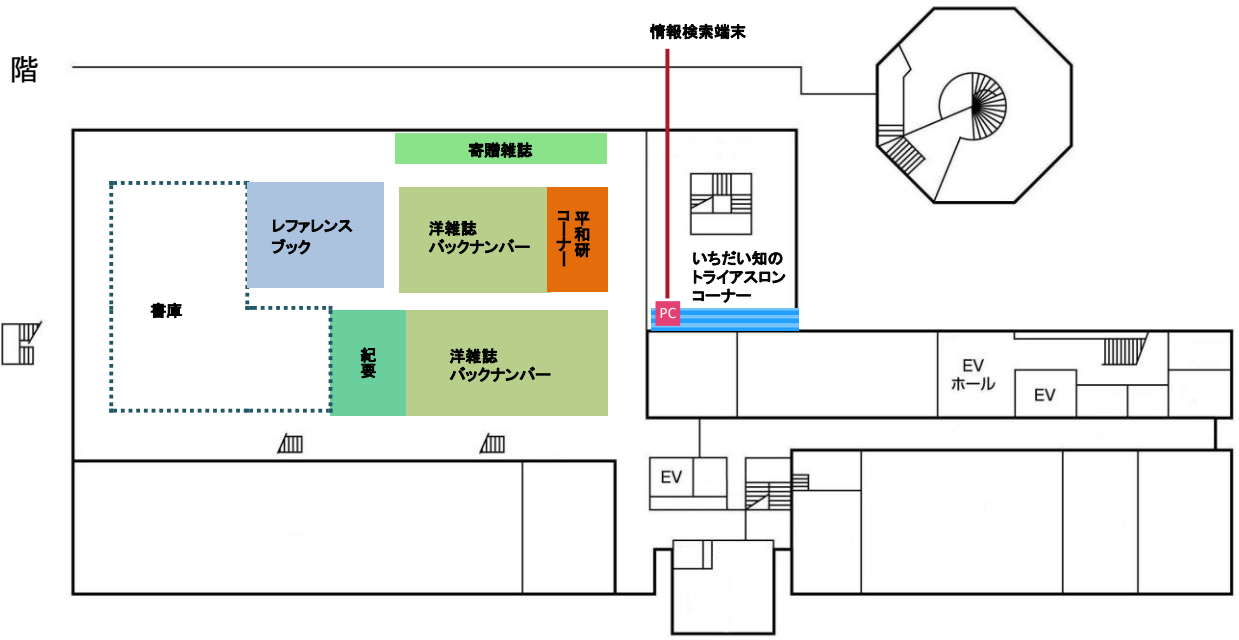 情報検索端末
階
寄贈雑誌
レファレンス
ブック
洋雑誌
バックナンバー
平和研
コーナー
いちだい知の
トライアスロン
コーナー
書庫
PC
紀要
洋雑誌
バックナンバー
EV
ホール
EV
EV